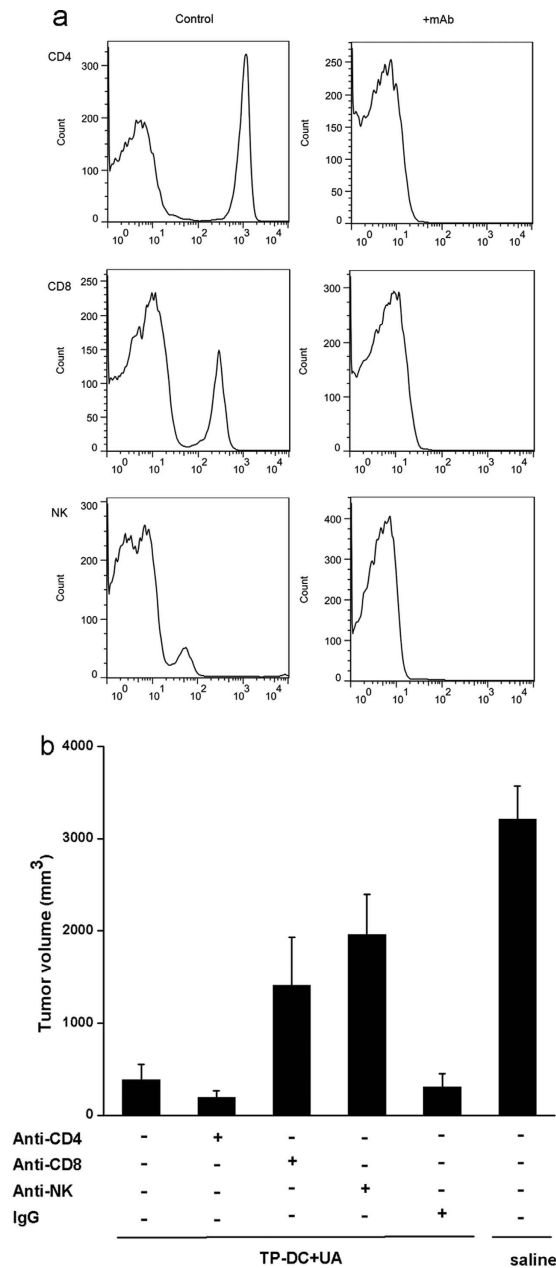 a
Control +mAb
CD4
Count
300
200
100
0
10^0 10^1 10^2 10^3 10^4
Count
250
200
150
100
50
0
10^0 10^1 10^2 10^3 10^4
CD8
Count
250
200
150
100
50
0
10^0 10^1 10^2 10^3 10^4
Count
300
200
100
0
10^0 10^1 10^2 10^3 10^4
NK
Count
300
200
100
0
10^0 10^1 10^2 10^3 10^4
Count
400
300
200
100
0
10^0 10^1 10^2 10^3 10^4
b
Tumor volume (mm^3)
4000
3000
2000
1000
0
Anti-CD4 - + - - - -
Anti-CD8 - - + - - -
Anti-NK - - - + - -
IgG - - - - + -
TP-DC+UA saline